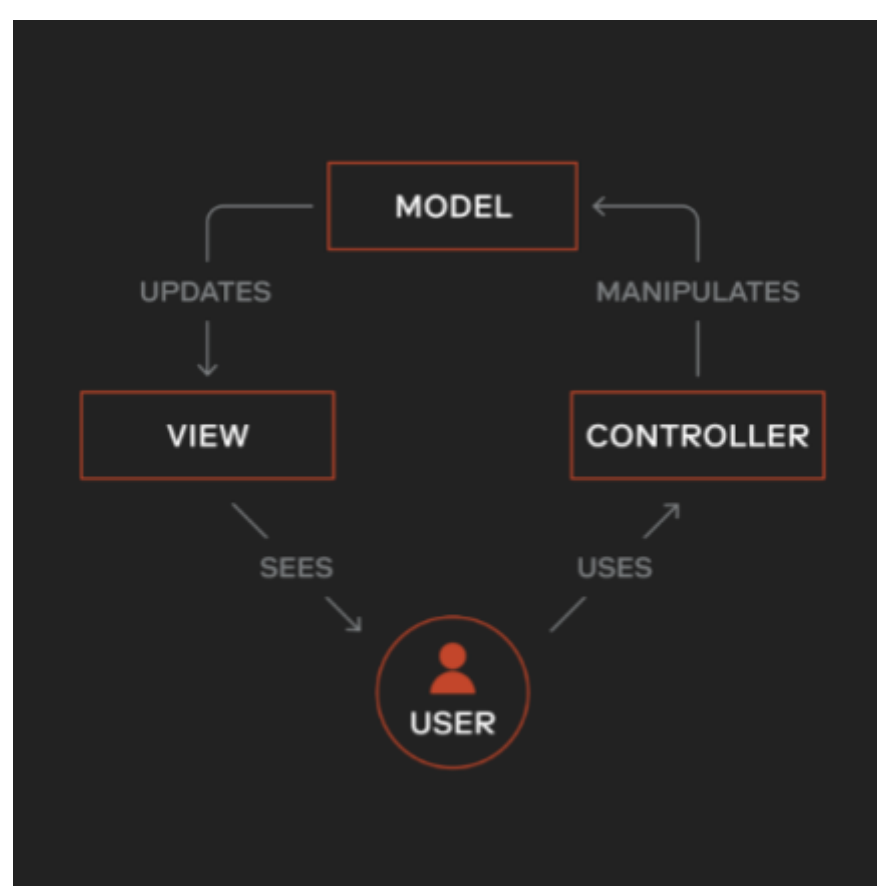 MODEL
UPDATES
MANIPULATES
VIEW
CONTROLLER
SEES
USES
USER